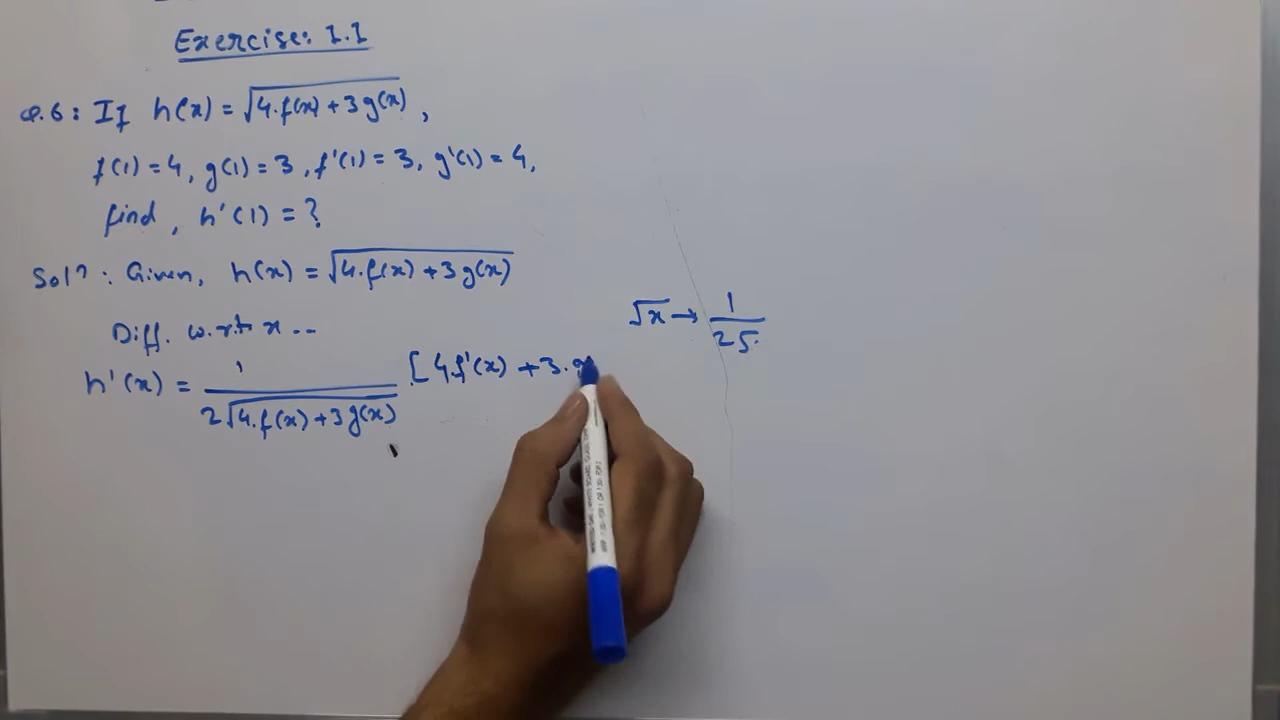 Exercise: 1.1
Q.6: If h(x) = √4.f(x) + 3g(x) ,
f(1) = 4, g(1) = 3, f'(1) = 3, g'(1) = 4,
find, h'(1) = ?
Soln: Given, h(x) = √4.f(x) + 3g(x)
√x → 1/2√.
Diff. w.r.t. x ..
h'(x) = 1/2√4.f(x)+3g(x) [4.f'(x) + 3.g